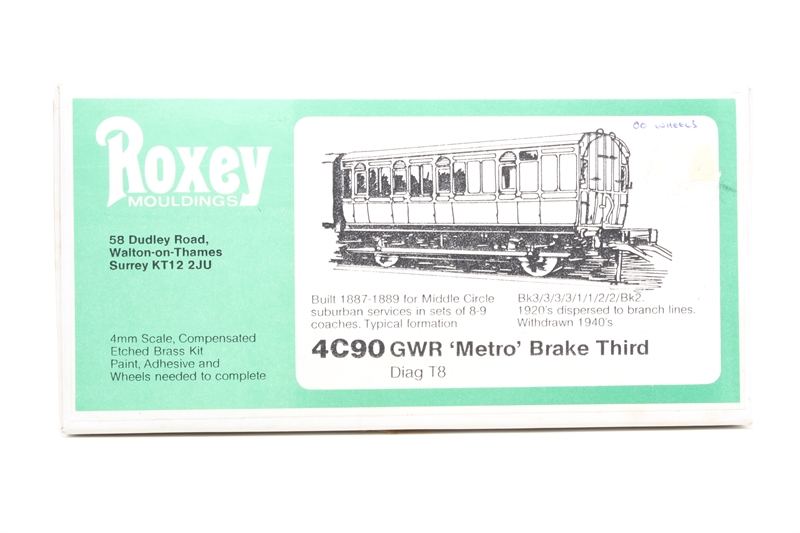 Roxey
MOULDINGS
58 Dudley Road,
Walton-on-Thames
Surrey KT12 2JU
4mm Scale, Compensated
Etched Brass Kit
Paint, Adhesive and
Wheels needed to complete
OO WHEELS
Built 1887-1889 for Middle Circle
suburban services in sets of 8-9
coaches. Typical formation
Bk3/3/3/3/1/1/2/2/Bk2.
1920's dispersed to branch lines.
Withdrawn 1940's
4C90 GWR 'Metro' Brake Third
Diag T8